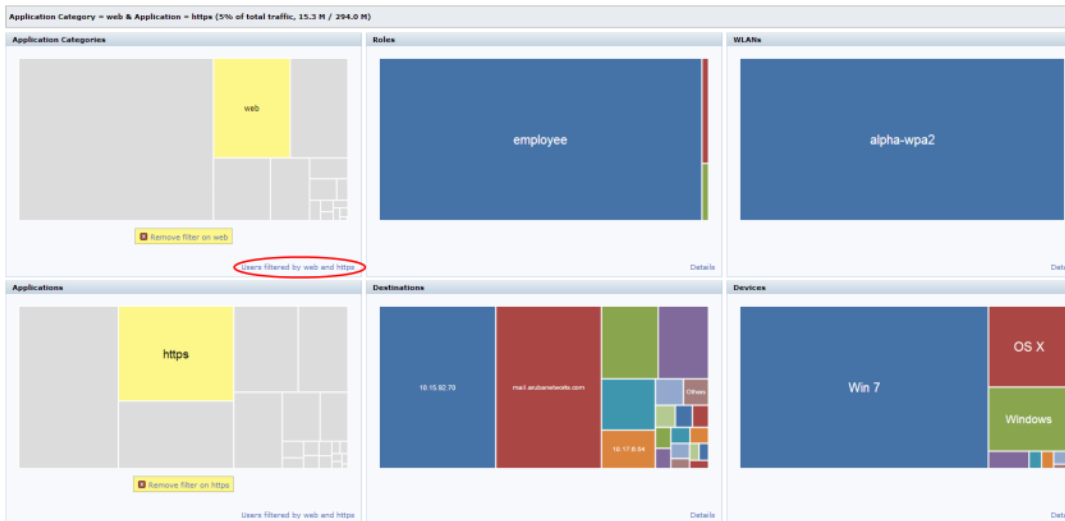 Application Category = web & Application = https (5% of total traffic, 15.3 M / 294.0 M)
Application Categories
Roles
WLANs
web
employee
alpha-wpa2
Remove filter on web
Users filtered by web and https
Details
Deta
Applications
Destinations
Devices
https
10.15.92.70
mail.arubanetworks.com
Others
10.17.0.54
Win 7
OS X
Windows
Remove filter on https
Users filtered by web and https
Details
Deta